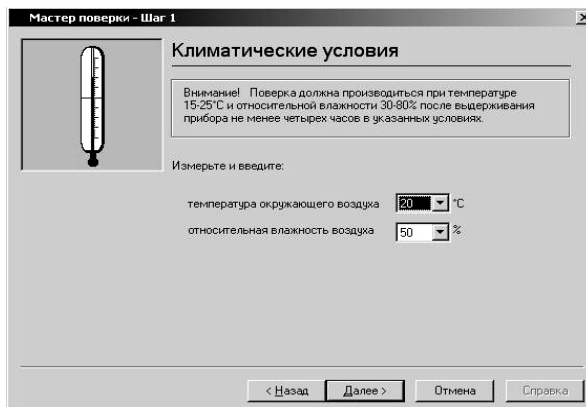 Мастер поверки - Шаг 1
Климатические условия
Внимание! Поверка должна производиться при температуре
15-25°С и относительной влажности 30-80% после выдерживания
прибора не менее четырех часов в указанных условиях.
Измерьте и введите:
температура окружающего воздуха 20 °С
относительная влажность воздуха 50 %
< Назад Далее > Отмена Справка